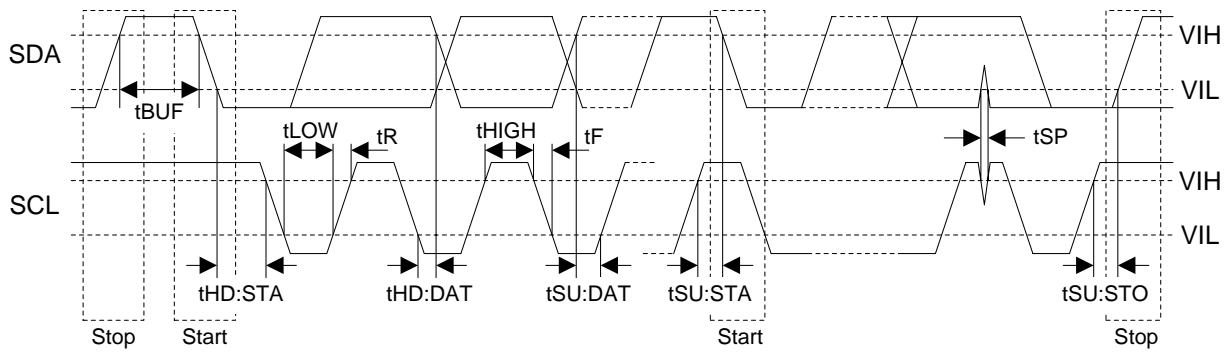 SDA
VIH
VIL
tBUF
tLOW
tR
tHIGH
tF
tSP
SCL
VIH
VIL
tHD:STA
tHD:DAT
tSU:DAT
tSU:STA
tSU:STO
Stop
Start
Start
Stop